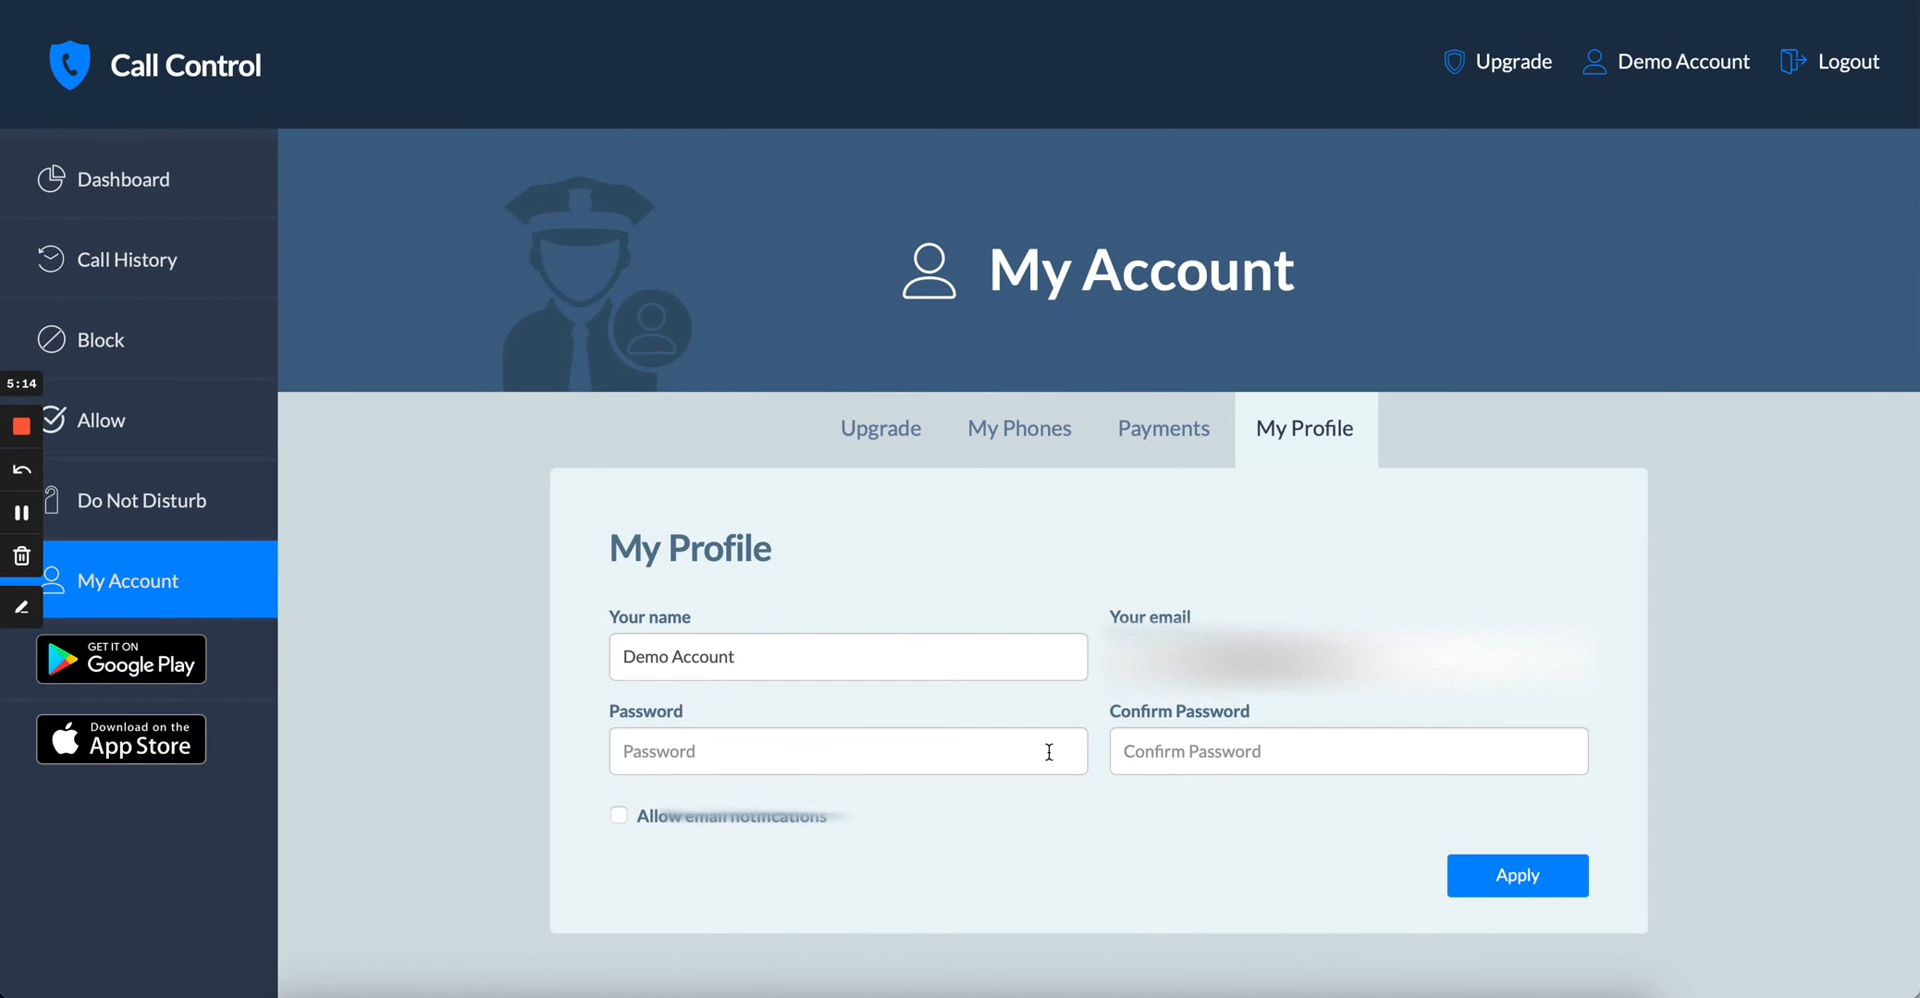 Call Control
Upgrade
Demo Account
Logout
Dashboard
Call History
Block
5:14
Allow
Do Not Disturb
My Account
GET IT ON
Google Play
Download on the
App Store
My Account
Upgrade
My Phones
Payments
My Profile
My Profile
Your name
Your email
Demo Account
Password
Confirm Password
Password
Confirm Password
Allow email notifications
Apply